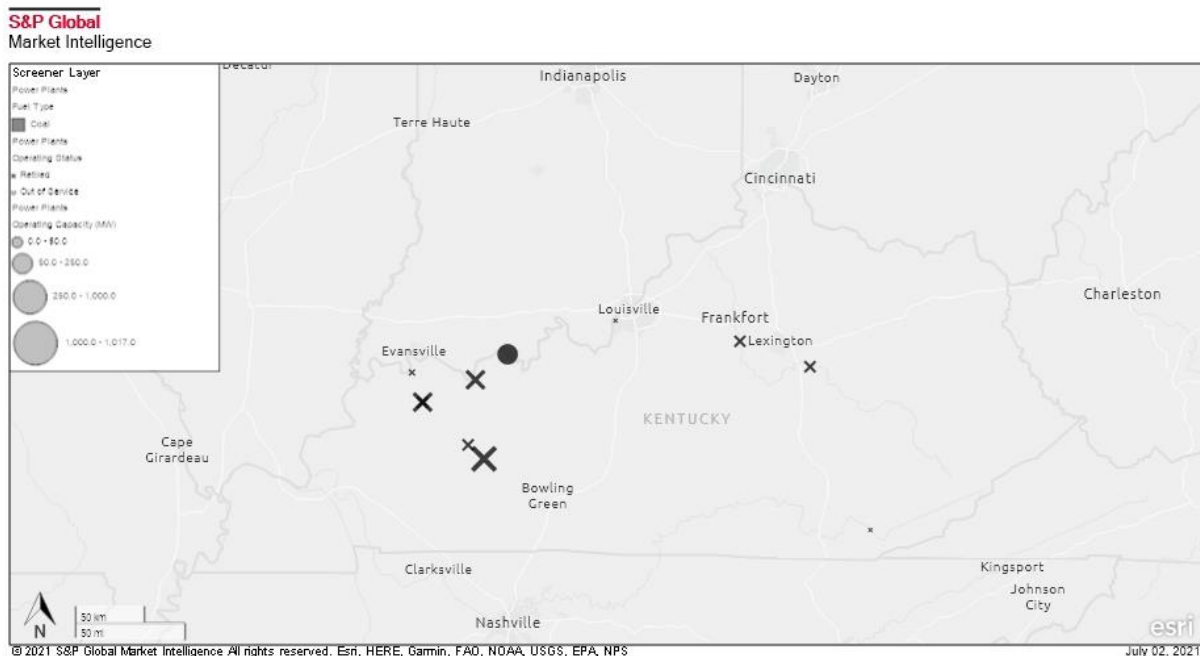 S&P Global
Market Intelligence
Screener Layer
Power Plants
Fuel Type
Coal
Power Plants
Operating Status
Retired
Out of Service
Power Plants
Operating Capacity (MW)
0.0 - 50.0
50.0 - 250.0
250.0 - 1,000.0
1,000.0 - 1,017.0
Decatur
Indianapolis
Dayton
Terre Haute
Cincinnati
Charleston
Louisville
Frankfort
Lexington
Evansville
KENTUCKY
Cape
Girardeau
Bowling
Green
Clarksville
Kingsport
Johnson
City
Nashville
N
50 km
50 mi
esri
© 2021 S&P Global Market Intelligence All rights reserved. Esri, HERE, Garmin, FAO, NOAA, USGS, EPA, NPS
July 02, 2021